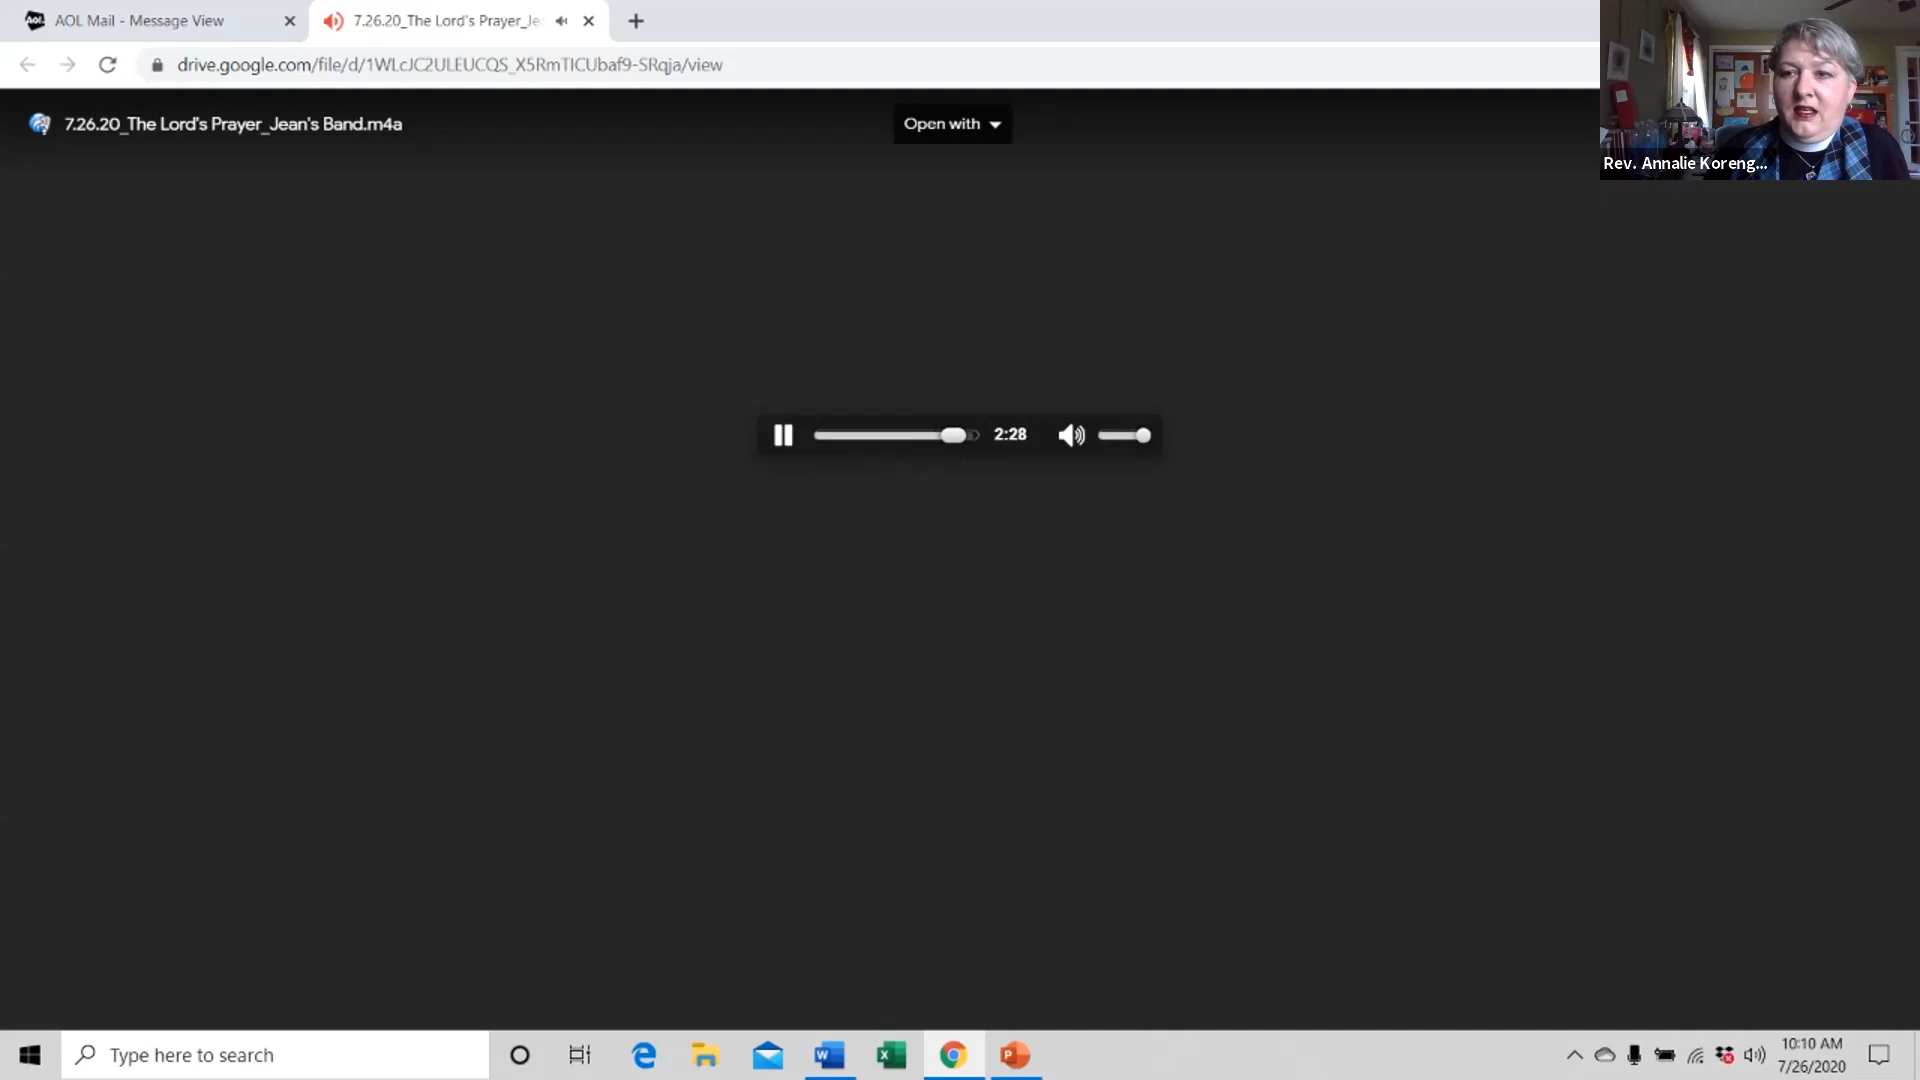 AOL Mail - Message View
7.26.20_The Lord's Prayer_Je
drive.google.com/file/d/1WLcJC2ULEUCQS_X5RmTlCUbaf9-SRqja/view
7.26.20_The Lord's Prayer_Jean's Band.m4a
Open with
Rev. Annalie Koreng...
2:28
Type here to search
10:10 AM
7/26/2020